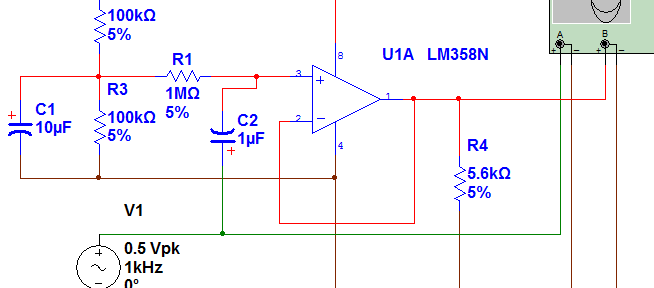 100kΩ
5%
8
U1A LM358N
A
B
R1
3
1
R3
1MΩ
5%
100kΩ
5%
C1
10µF
C2
1µF
2
4
R4
5.6kΩ
5%
V1
0.5 Vpk
1kHz
0°